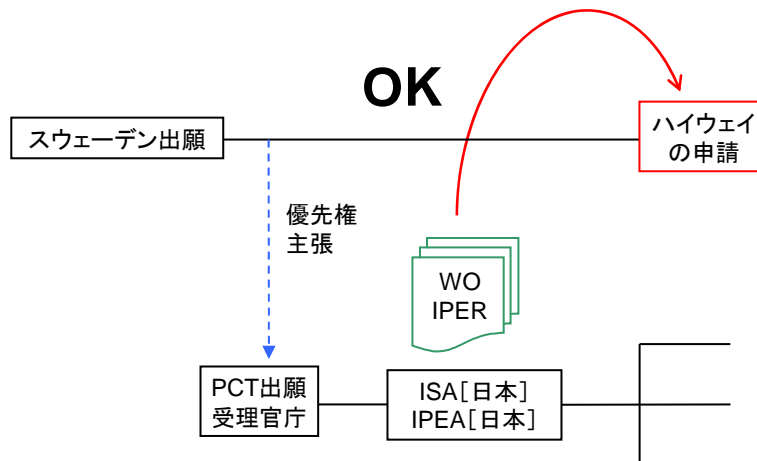 OK
スウェーデン出願
ハイウェイ
の申請
優先権
主張
WO
IPER
PCT出願
受理官庁
ISA[日本]
IPEA[日本]